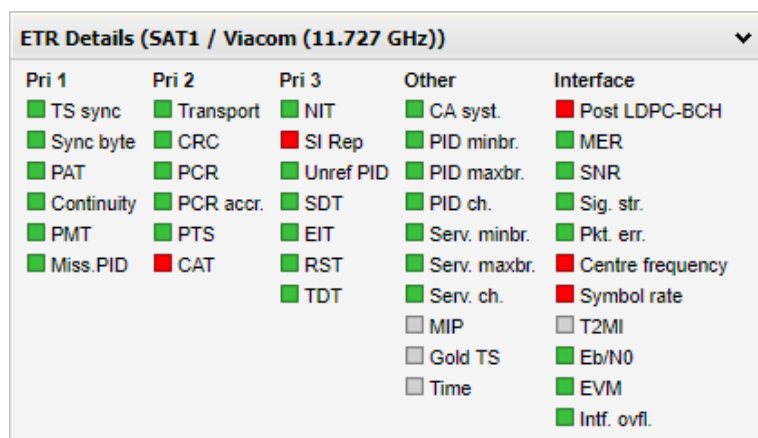 ETR Details (SAT1 / Viacom (11.727 GHz))
Pri 1 Pri 2 Pri 3 Other Interface
TS sync Transport NIT CA syst. Post LDPC-BCH
Sync byte CRC SI Rep PID minbr. MER
PAT PCR Unref PID PID maxbr. SNR
Continuity PCR accr. SDT PID ch. Sig. str.
PMT PTS EIT Serv. minbr. Pkt. err.
Miss.PID CAT RST Serv. maxbr. Centre frequency
TDT Serv. ch. Symbol rate
MIP T2MI
Gold TS Eb/N0
Time EVM
Intf. ovfl.